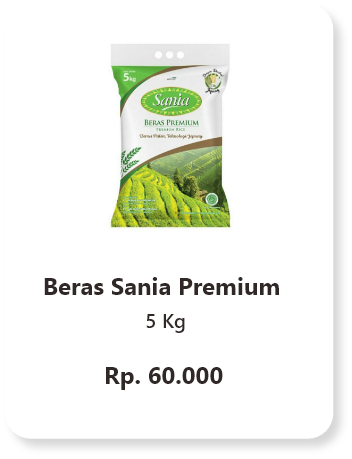 5kg
Sania
BERAS PREMIUM
PREMIUM RICE
Beras Sania Premium
5 Kg
Rp. 60.000